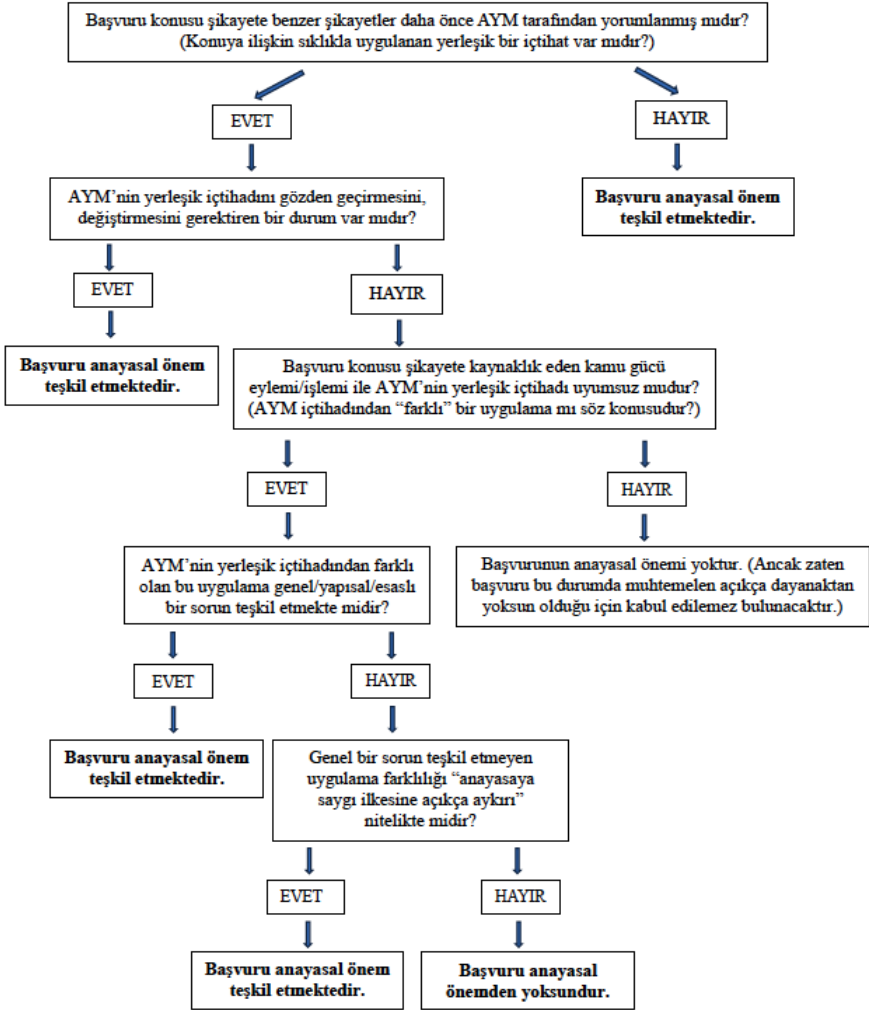 Başvuru konusu şikayete benzer şikayetler daha önce AYM tarafından yorumlanmış mıdır?
(Konuya ilişkin sıklıkla uygulanan yerleşik bir içtihat var mıdır?)
EVET
HAYIR
AYM’nin yerleşik içtihadını gözden geçirmesini,
değiştirmesini gerektiren bir durum var mıdır?
Başvuru anayasal önem
teşkil etmektedir.
EVET
HAYIR
Başvuru anayasal önem
teşkil etmektedir.
Başvuru konusu şikayete kaynaklık eden kamu gücü
eylemi/işlemi ile AYM’nin yerleşik içtihadı uyumsuz mudur?
(AYM içtihadından “farklı” bir uygulama mı söz konusudur?)
EVET
HAYIR
AYM’nin yerleşik içtihadından farklı
olan bu uygulama genel/yapısal/esaslı
bir sorun teşkil etmekte midir?
Başvurunun anayasal önemi yoktur. (Ancak zaten
başvuru bu durumda muhtemelen açıkça dayanaktan
yoksun olduğu için kabul edilemez bulunacaktır.)
EVET
HAYIR
Başvuru anayasal önem
teşkil etmektedir.
Genel bir sorun teşkil etmeyen
uygulama farklılığı “anayasaya
saygı ilkesine açıkça aykırı”
nitelikte midir?
EVET
HAYIR
Başvuru anayasal önem
teşkil etmektedir.
Başvuru anayasal
önemden yoksundur.